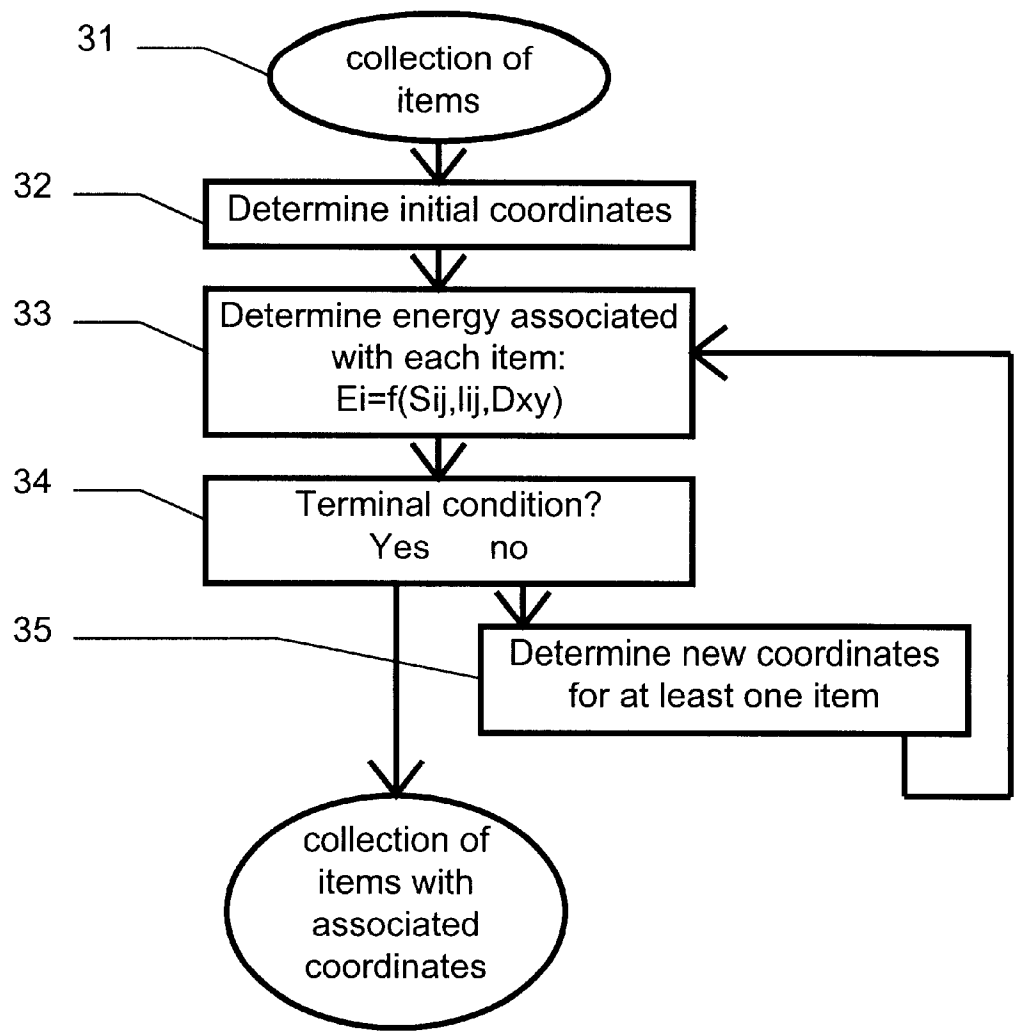 31
collection of
items
32
Determine initial coordinates
33
Determine energy associated
with each item:
Ei=f(Sij,Iij,Dxy)
34
Terminal condition?
Yes no
35
Determine new coordinates
for at least one item
collection of
items with
associated
coordinates